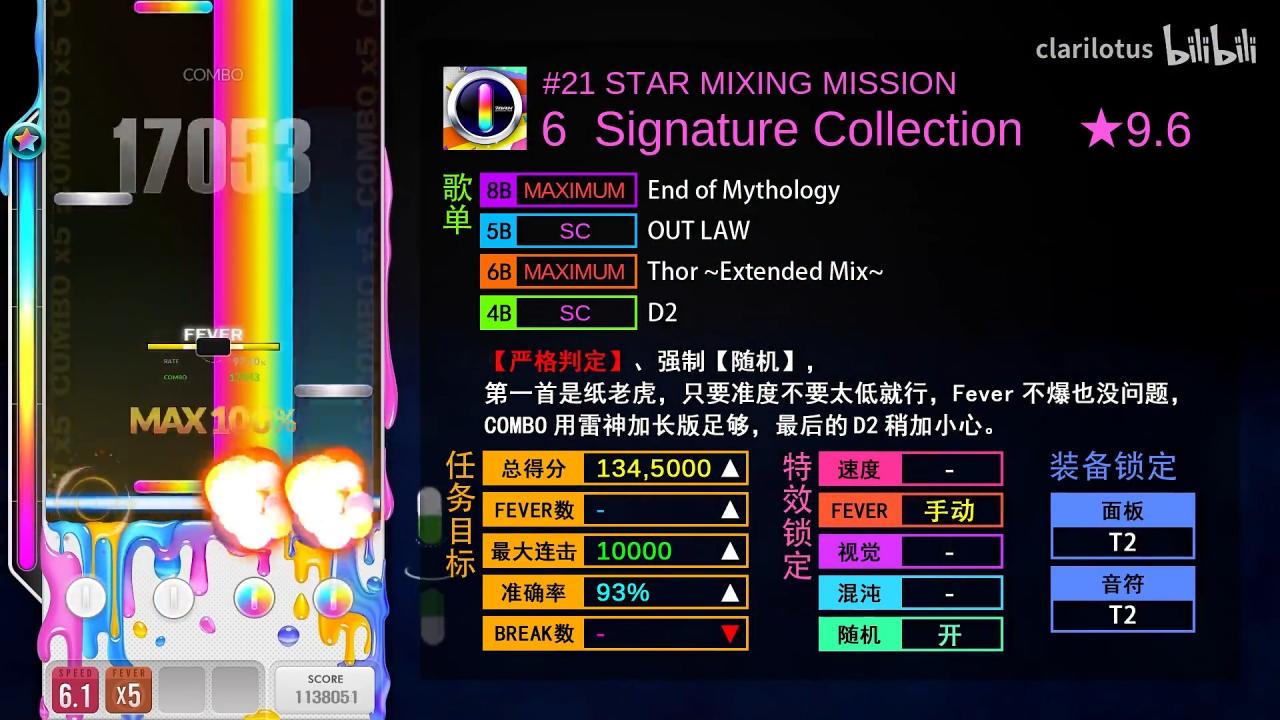 clarilotus bilibili
COMBO
17053
COMBO x5
FEVER
RATE
COMBO
MAX 100%
SPEED
6.1
FEVER
x5
SCORE
1138051
#21 STAR MIXING MISSION
6 Signature Collection ★9.6
歌单
8B MAXIMUM End of Mythology
5B SC OUT LAW
6B MAXIMUM Thor ~Extended Mix~
4B SC D2
【严格判定】、强制【随机】,
第一首是纸老虎,只要准度不要太低就行,Fever 不爆也没问题,
COMBO 用雷神加长版足够,最后的 D2 稍加小心。
任务目标
总得分 134,5000 ▲
FEVER数 - ▲
最大连击 10000 ▲
准确率 93% ▲
BREAK数 - ▼
特效锁定
速度 -
FEVER 手动
视觉 -
混沌 -
随机 开
装备锁定
面板
T2
音符
T2